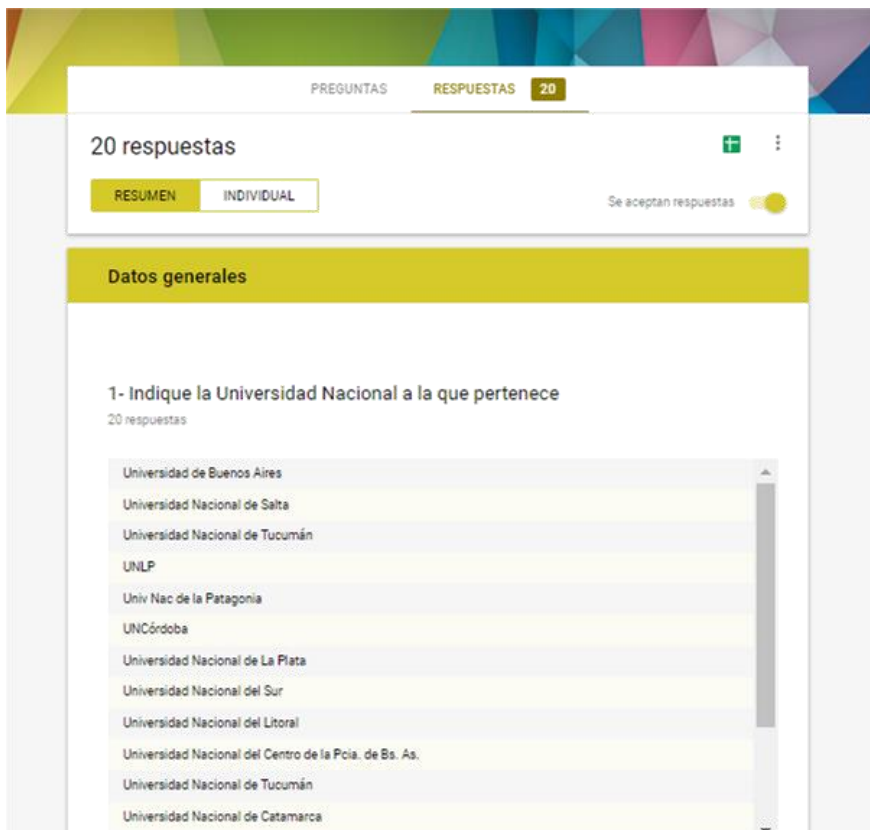 PREGUNTAS RESPUESTAS 20
20 respuestas
RESUMEN INDIVIDUAL Se aceptan respuestas
Datos generales
1- Indique la Universidad Nacional a la que pertenece
20 respuestas
Universidad de Buenos Aires
Universidad Nacional de Salta
Universidad Nacional de Tucumán
UNLP
Univ Nac de la Patagonia
UNCórdoba
Universidad Nacional de La Plata
Universidad Nacional del Sur
Universidad Nacional del Litoral
Universidad Nacional del Centro de la Pcia. de Bs. As.
Universidad Nacional de Tucumán
Universidad Nacional de Catamarca